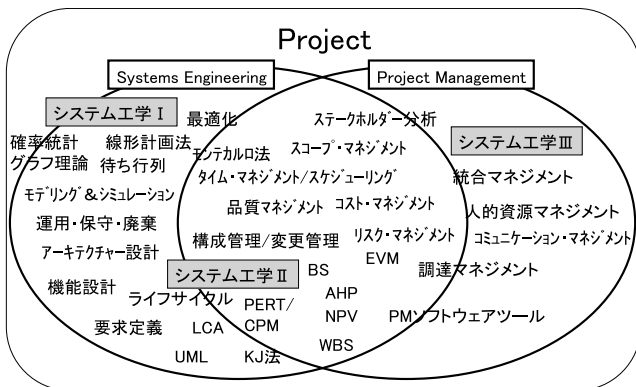 Project
Systems Engineering
Project Management
システム工学Ⅰ
最適化
ステークホルダー分析
システム工学Ⅲ
確率統計
線形計画法
グラフ理論
待ち行列
モンテカルロ法
スコープ・マネジメント
タイム・マネジメント/スケジューリング
統合マネジメント
モデリング&シミュレーション
品質マネジメント
コスト・マネジメント
人的資源マネジメント
運用・保守・廃棄
構成管理/変更管理
リスク・マネジメント
コミュニケーション・マネジメント
アーキテクチャー設計
EVM
システム工学Ⅱ
BS
調達マネジメント
機能設計
ライフサイクル
PERT/
CPM
AHP
NPV
PMソフトウェアツール
要求定義
LCA
WBS
UML
KJ法